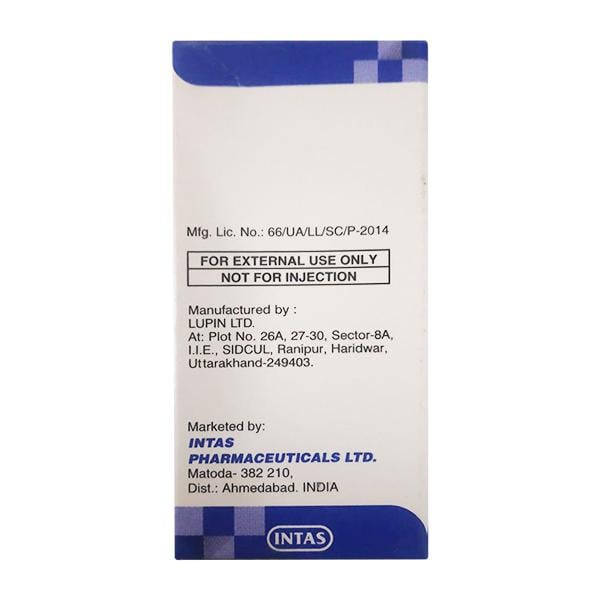 Mfg. Lic. No.: 66/UA/LL/SC/P-2014
FOR EXTERNAL USE ONLY
NOT FOR INJECTION
Manufactured by :
LUPIN LTD.
At: Plot No. 26A, 27-30, Sector-8A,
I.I.E., SIDCUL, Ranipur, Haridwar,
Uttarakhand-249403.
Marketed by:
INTAS
PHARMACEUTICALS LTD.
Matoda- 382 210,
Dist.: Ahmedabad. INDIA
INTAS